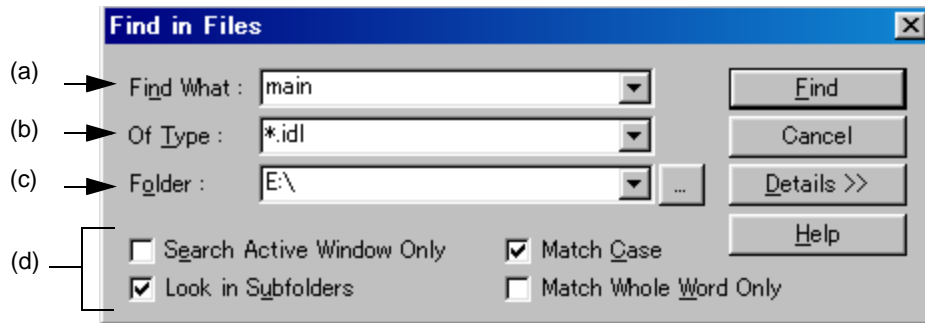 Find in Files
(a) Find What : main Find
(b) Of Type : *.idl Cancel
(c) Folder : E:\ ... Details >>
Help
(d) Search Active Window Only Match Case
Look in Subfolders Match Whole Word Only